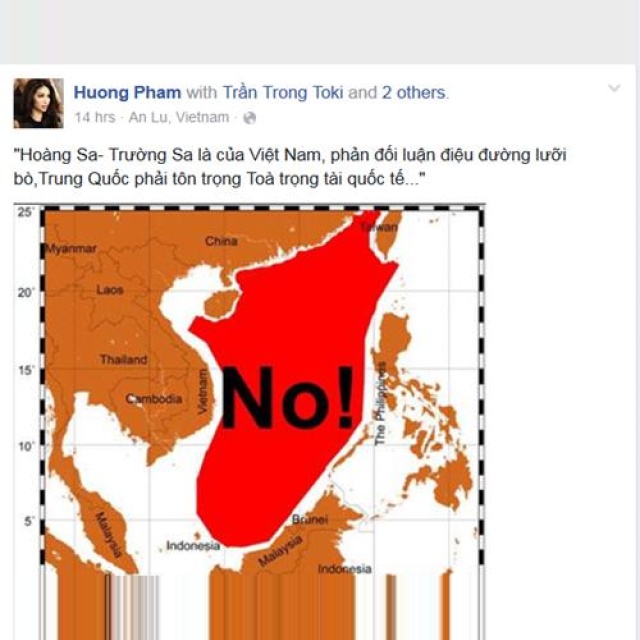 Huong Pham with Trần Trong Toki and 2 others.
14 hrs · An Lu, Vietnam ·
"Hoàng Sa- Trường Sa là của Việt Nam, phản đối luận điệu đường lưỡi
bò,Trung Quốc phải tôn trọng Toà trọng tài quốc tế..."
25°
Taiwan
China
Myanmar
20°
Laos
15°
Thailand
Vietnam
Cambodia
No!
The Philippines
10°
5°
Malaysia
Brunei
Indonesia
Malaysia
Indonesia